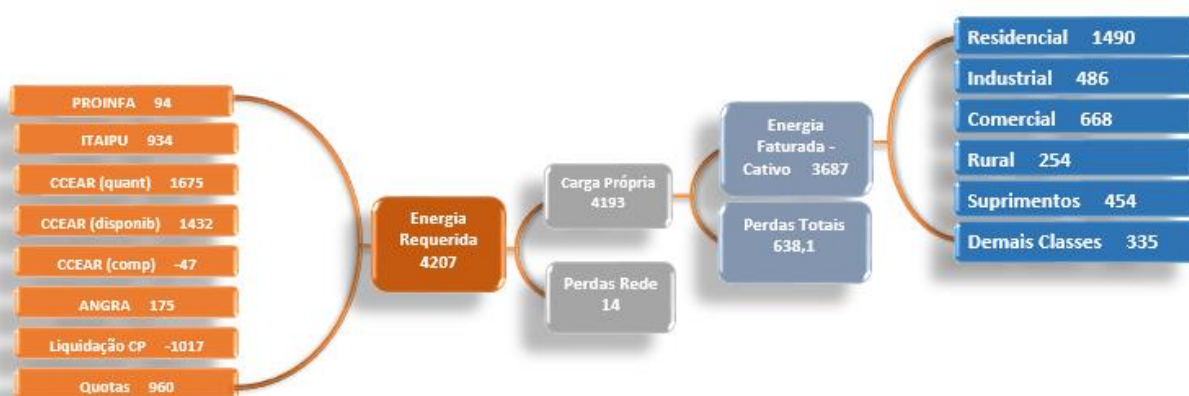 PROINFA 94
ITAIPU 934
CCEAR (quant) 1675
CCEAR (disponib) 1432
CCEAR (comp) -47
ANGRA 175
Liquidação CP -1017
Quotas 960
Energia
Requerida
4207
Carga Própria
4193
Perdas Rede
14
Energia
Faturada -
Cativo 3687
Perdas Totais
638,1
Residencial 1490
Industrial 486
Comercial 668
Rural 254
Suprimentos 454
Demais Classes 335